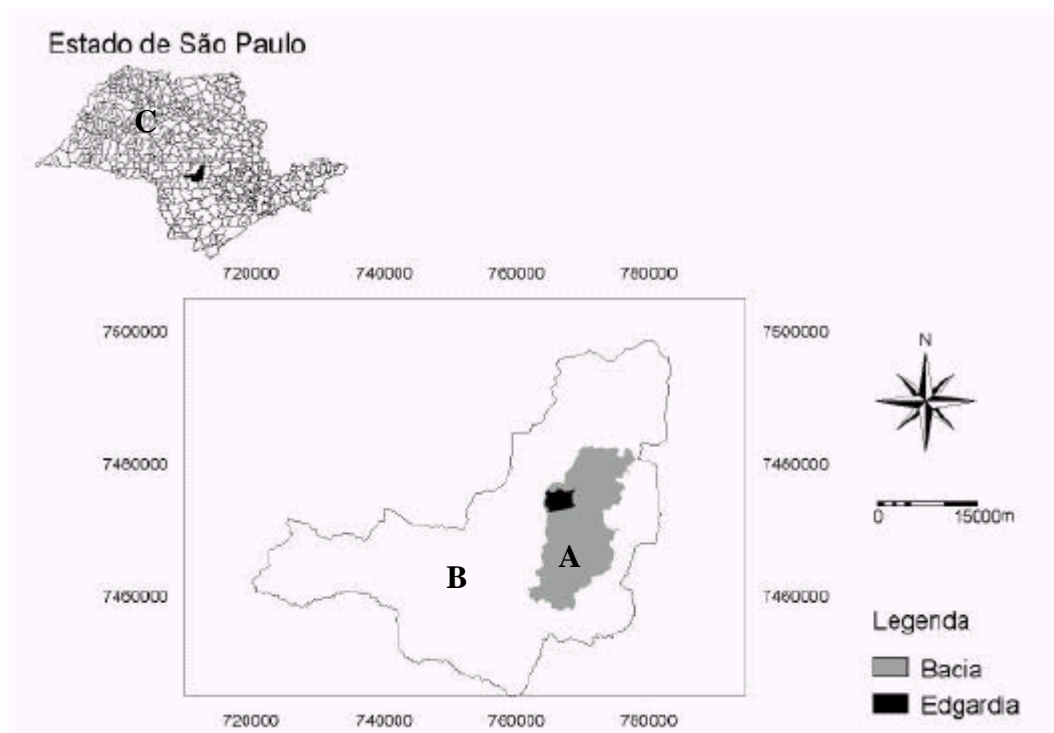 Estado de São Paulo
C
720000 740000 760000 780000
7500000 7500000
N
7480000 7480000
0 15000m
A
B
7460000 7460000
Legenda
Bacia
Edgardia
720000 740000 760000 780000